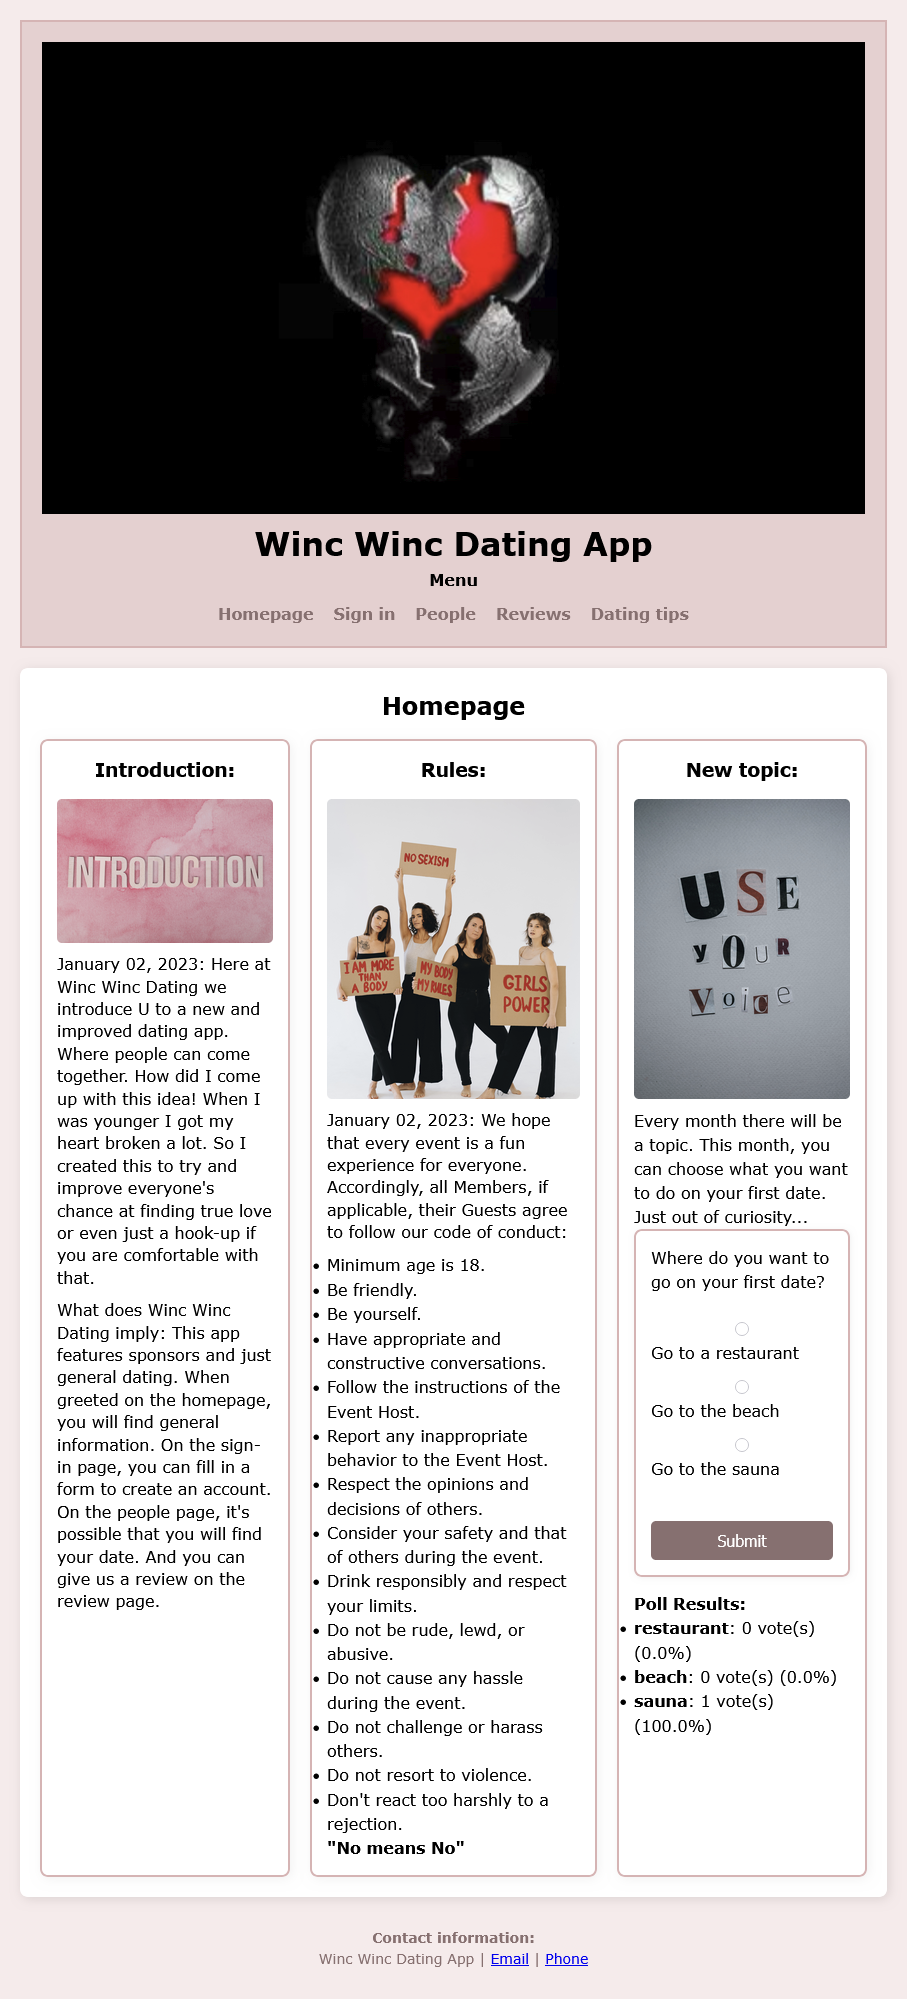 Winc Winc Dating App
Menu
Homepage Sign in People Reviews Dating tips
Homepage
Introduction:
INTRODUCTION
January 02, 2023: Here at
Winc Winc Dating we
introduce U to a new and
improved dating app.
Where people can come
together. How did I come
up with this idea! When I
was younger I got my
heart broken a lot. So I
created this to try and
improve everyone's
chance at finding true love
or even just a hook-up if
you are comfortable with
that.
What does Winc Winc
Dating imply: This app
features sponsors and just
general dating. When
greeted on the homepage,
you will find general
information. On the sign-
in page, you can fill in a
form to create an account.
On the people page, it's
possible that you will find
your date. And you can
give us a review on the
review page.
Rules:
NO SEXISM
I AM MORE
THAN
A BODY
MY BODY
MY RULES
GIRLS
POWER
January 02, 2023: We hope
that every event is a fun
experience for everyone.
Accordingly, all Members, if
applicable, their Guests agree
to follow our code of conduct:
• Minimum age is 18.
• Be friendly.
• Be yourself.
• Have appropriate and
constructive conversations.
• Follow the instructions of the
Event Host.
• Report any inappropriate
behavior to the Event Host.
• Respect the opinions and
decisions of others.
• Consider your safety and that
of others during the event.
• Drink responsibly and respect
your limits.
• Do not be rude, lewd, or
abusive.
• Do not cause any hassle
during the event.
• Do not challenge or harass
others.
• Do not resort to violence.
• Don't react too harshly to a
rejection.
"No means No"
New topic:
USE
yOuR
Voice
Every month there will be
a topic. This month, you
can choose what you want
to do on your first date.
Just out of curiosity...
Where do you want to
go on your first date?
Go to a restaurant
Go to the beach
Go to the sauna
Submit
Poll Results:
• restaurant: 0 vote(s)
(0.0%)
• beach: 0 vote(s) (0.0%)
• sauna: 1 vote(s)
(100.0%)
Contact information:
Winc Winc Dating App | Email | Phone